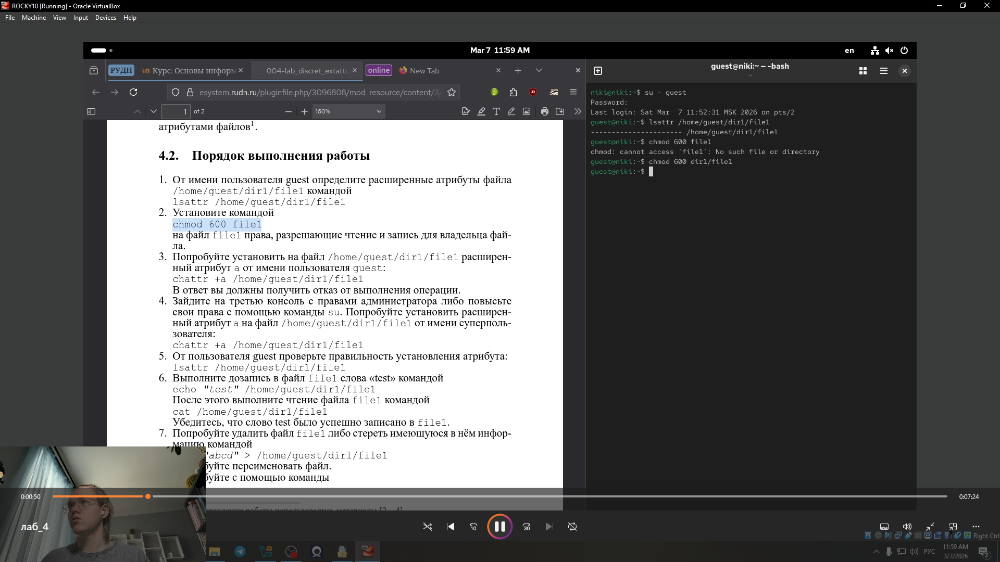 ROCKY10 [Running] - Oracle VirtualBox
File Machine View Input Devices Help
Mar 7 11:59 AM
en
РУДН
Курс: Основы информ
004-lab_discret_extattr.
online
New Tab
esystem.rudn.ru/pluginfile.php/3096808/mod_resource/content/3/
1 of 2
160%
атрибутами файлов1.
4.2. Порядок выполнения работы
1. От имени пользователя guest определите расширенные атрибуты файла
/home/guest/dir1/file1 командой
lsattr /home/guest/dir1/file1
2. Установите командой
chmod 600 file1
на файл file1 права, разрешающие чтение и запись для владельца фай-
ла.
3. Попробуйте установить на файл /home/guest/dir1/file1 расширен-
ный атрибут a от имени пользователя guest:
chattr +a /home/guest/dir1/file1
В ответ вы должны получить отказ от выполнения операции.
4. Зайдите на третью консоль с правами администратора либо повысьте
свои права с помощью команды su. Попробуйте установить расширен-
ный атрибут a на файл /home/guest/dir1/file1 от имени суперполь-
зователя:
chattr +a /home/guest/dir1/file1
5. От пользователя guest проверьте правильность установления атрибута:
lsattr /home/guest/dir1/file1
6. Выполните дозапись в файл file1 слова «test» командой
echo "test" /home/guest/dir1/file1
После этого выполните чтение файла file1 командой
cat /home/guest/dir1/file1
Убедитесь, что слово test было успешно записано в file1.
7. Попробуйте удалить файл file1 либо стереть имеющуюся в нём инфор-
мацию командой
"abcd" > /home/guest/dirl/file1
буйте переименовать файл.
буйте с помощью команды
guest@niki:~ — -bash
~
niki@niki:~$ su - guest
Password:
Last login: Sat Mar  7 11:52:31 MSK 2026 on pts/2
guest@niki:~$ lsattr /home/guest/dir1/file1
---------------------- /home/guest/dir1/file1
guest@niki:~$ chmod 600 file1
chmod: cannot access 'file1': No such file or directory
guest@niki:~$ chmod 600 dir1/file1
guest@niki:~$
0:00:50
0:07:24
лаб_4
10
30
Right Ctrl
РУС
11:59 AM
3/7/2026
2